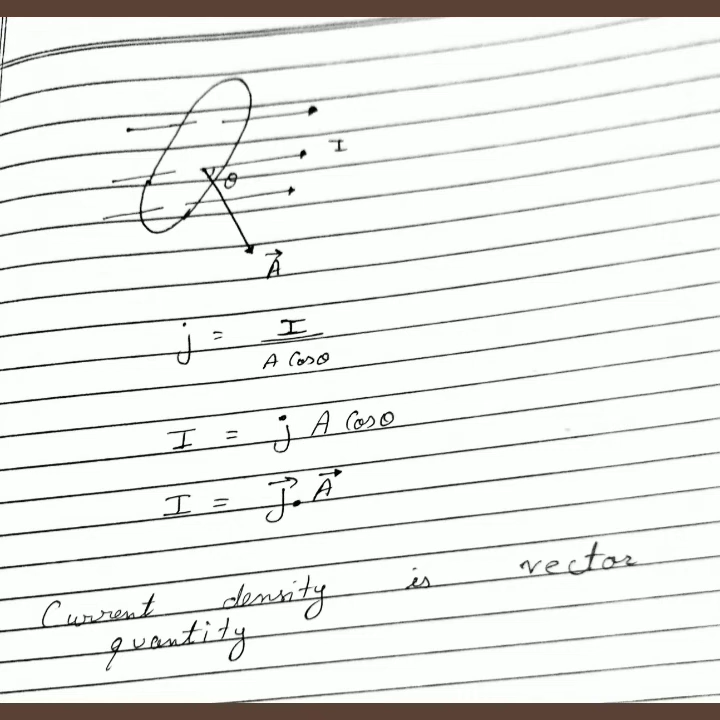 I
θ
A⃗
j = I / A Cosθ
I = j A Cosθ
I = j⃗ . A⃗
Current density is vector
quantity